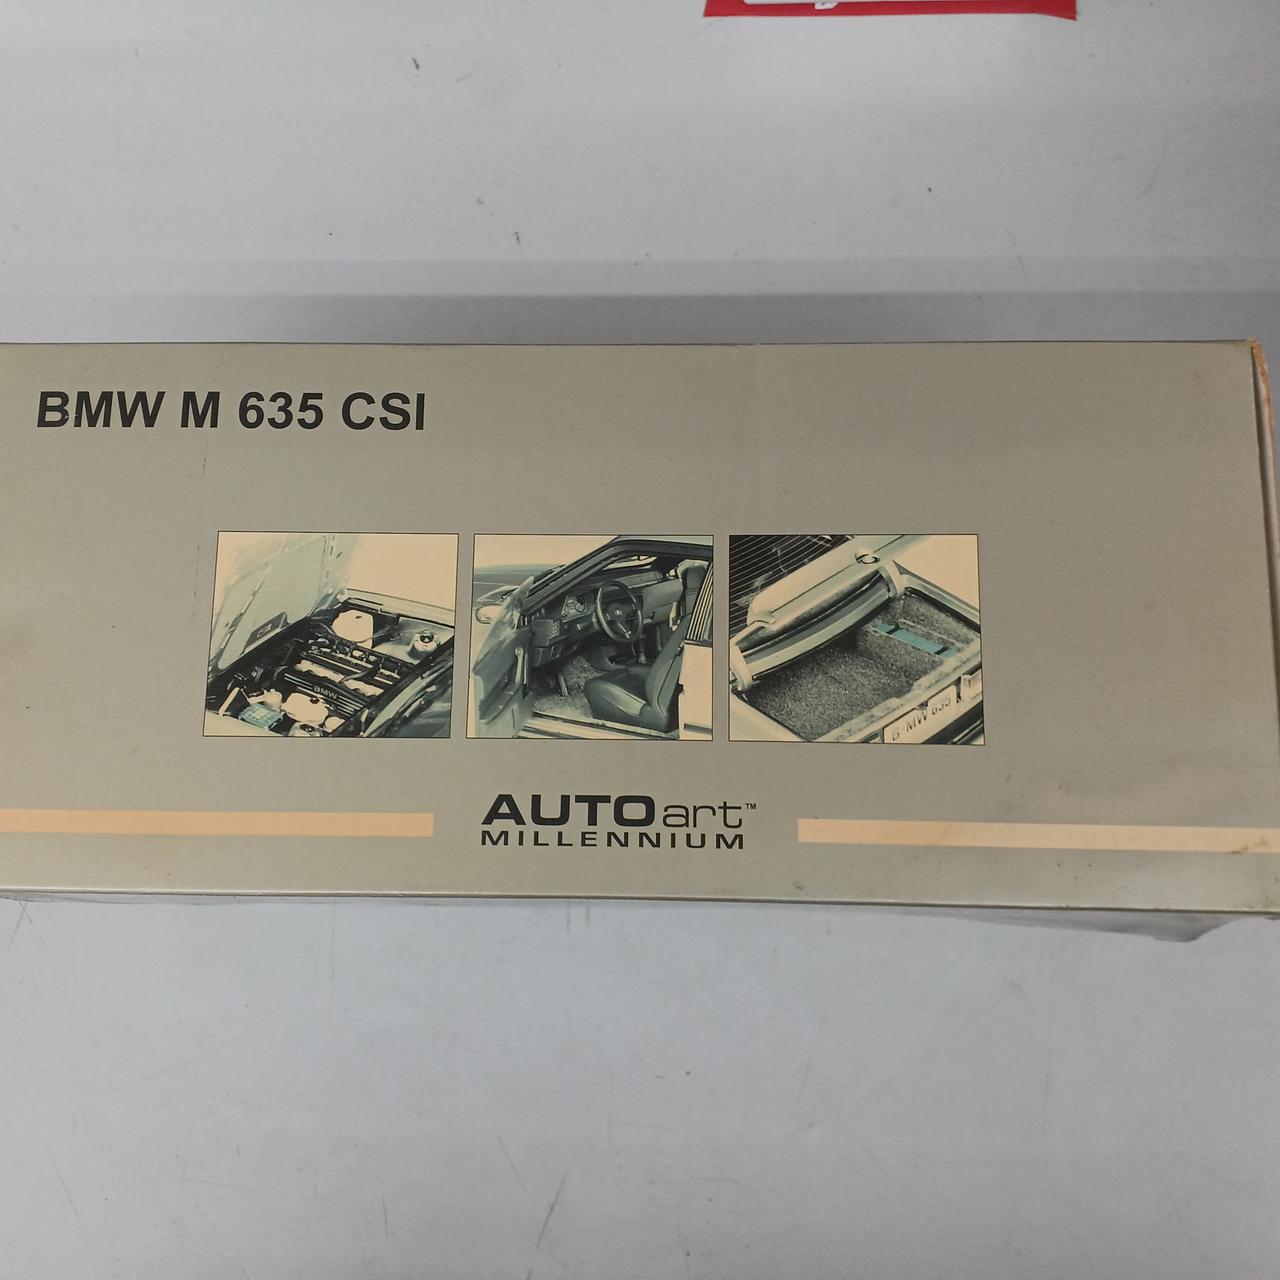 BMW M 635 CSI
BMW
B MW 635
AUTOart™
MILLENNIUM